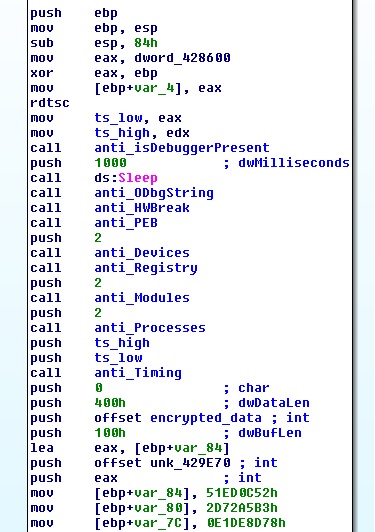 push ebp
mov ebp, esp
sub esp, 84h
mov eax, dword_428600
xor eax, ebp
mov [ebp+var_4], eax
rdtsc
mov ts_low, eax
mov ts_high, edx
call anti_isDebuggerPresent
push 1000 ; dwMilliseconds
call ds:Sleep
call anti_ODbgString
call anti_HWBreak
call anti_PEB
push 2
call anti_Devices
call anti_Registry
push 2
call anti_Modules
push 2
call anti_Processes
push ts_high
push ts_low
call anti_Timing
push 0 ; char
push 400h ; dwDataLen
push offset encrypted_data ; int
push 100h ; dwBufLen
lea eax, [ebp+var_84]
push offset unk_429E70 ; int
push eax ; int
mov [ebp+var_84], 51ED0C52h
mov [ebp+var_80], 2D72A5B3h
mov [ebp+var_7C], 0E1DE8D78h